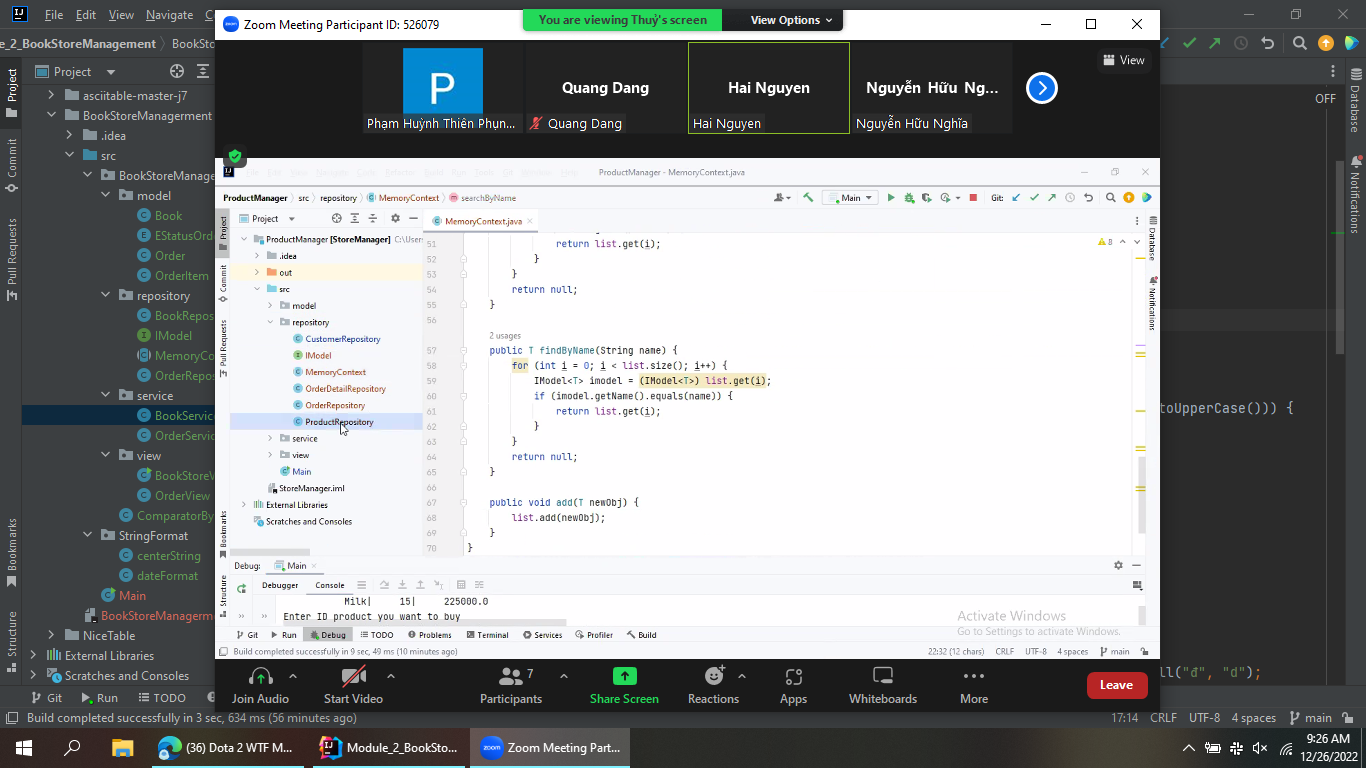 File Edit View Navigate
Zoom Meeting Participant ID: 526079
You are viewing Thuỷ's screen
View Options
e_2_BookStoreManagement
BookSto
Project
asciitable-master-j7
BookStoreManagerment
.idea
src
BookStoreManage
model
Book
EStatusOrd
Order
OrderItem
repository
BookRepos
IModel
MemoryCo
OrderRepos
service
BookServic
OrderServic
view
BookStoreV
OrderView
ComparatorBy
StringFormat
centerString
dateFormat
Main
BookStoreManagerm
NiceTable
External Libraries
Scratches and Consoles
Project
Commit
Pull Requests
Bookmarks
Structure
Git Run TODO
Build completed successfully in 3 sec, 634 ms (56 minutes ago)
P
Phạm Huỳnh Thiên Phụn...
Quang Dang
Quang Dang
Hai Nguyen
Hai Nguyen
Nguyễn Hữu Ng...
Nguyễn Hữu Nghĩa
View
ProductManager - MemoryContext.java
ProductManager src repository MemoryContext searchByName
Main
Git:
Project
MemoryContext.java
ProductManager [StoreManager] C:\User
.idea
out
src
model
repository
CustomerRepository
IModel
MemoryContext
OrderDetailRepository
OrderRepository
ProductRepository
service
view
Main
StoreManager.iml
External Libraries
Scratches and Consoles
Project
Commit
Pull Requests
Bookmarks
Structure
8
51 return list.get(i);
52 }
53 }
54 return null;
55 }
56
2 usages
57 public T findByName(String name) {
58 for (int i = 0; i < list.size(); i++) {
59 IModel<T> imodel = (IModel<T>) list.get(i);
60 if (imodel.getName().equals(name)) {
61 return list.get(i);
62 }
63 }
64 return null;
65 }
66
67 public void add(T newObj) {
68 list.add(newObj);
69 }
70 }
Database
Notifications
Debug: Main
Debugger Console
Milk| 15| 225000.0
Enter ID product you want to buy
Activate Windows
Go to Settings to activate Windows.
Git Run Debug TODO Problems Terminal Services Profiler Build
Build completed successfully in 9 sec, 49 ms (10 minutes ago)
22:32 (12 chars) CRLF UTF-8 4 spaces main
Join Audio
Start Video
7
Participants
Share Screen
Reactions
Apps
Whiteboards
More
Leave
OFF
toUpperCase())) {
ll("đ", "d");
Database
Notifications
17:14 CRLF UTF-8 4 spaces main
(36) Dota 2 WTF M...
Module_2_BookSto...
zoom
Zoom Meeting Part...
9:26 AM
12/26/2022